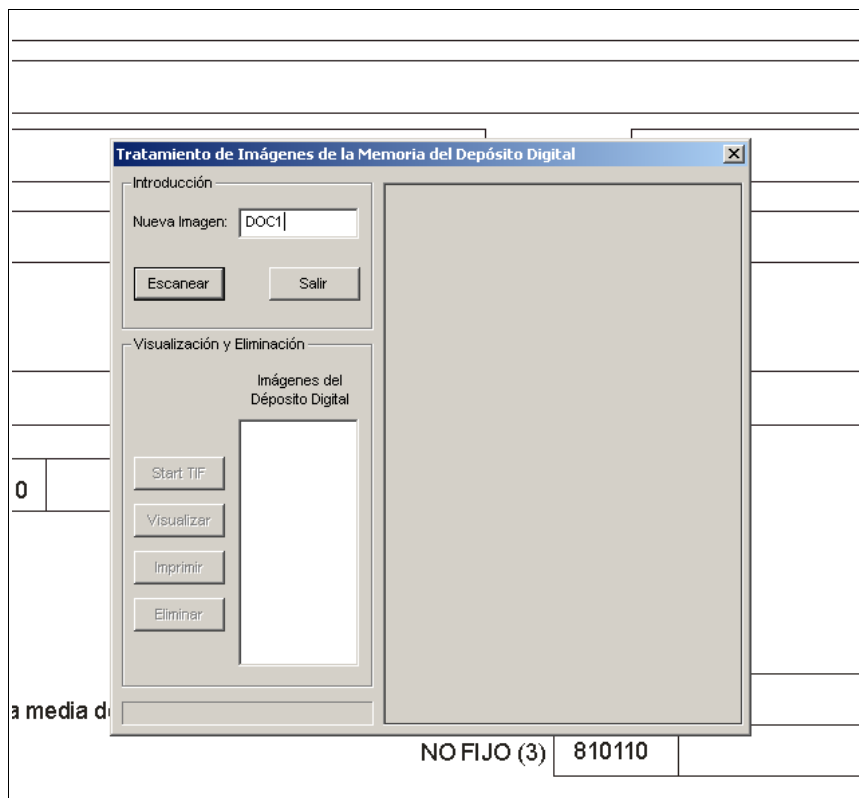 Tratamiento de Imágenes de la Memoria del Depósito Digital
Introducción
Nueva Imagen: DOC1
Escanear Salir
Visualización y Eliminación
Imágenes del
Déposito Digital
Start TIF
Visualizar
Imprimir
Eliminar
0
a media d
NO FIJO (3) 810110